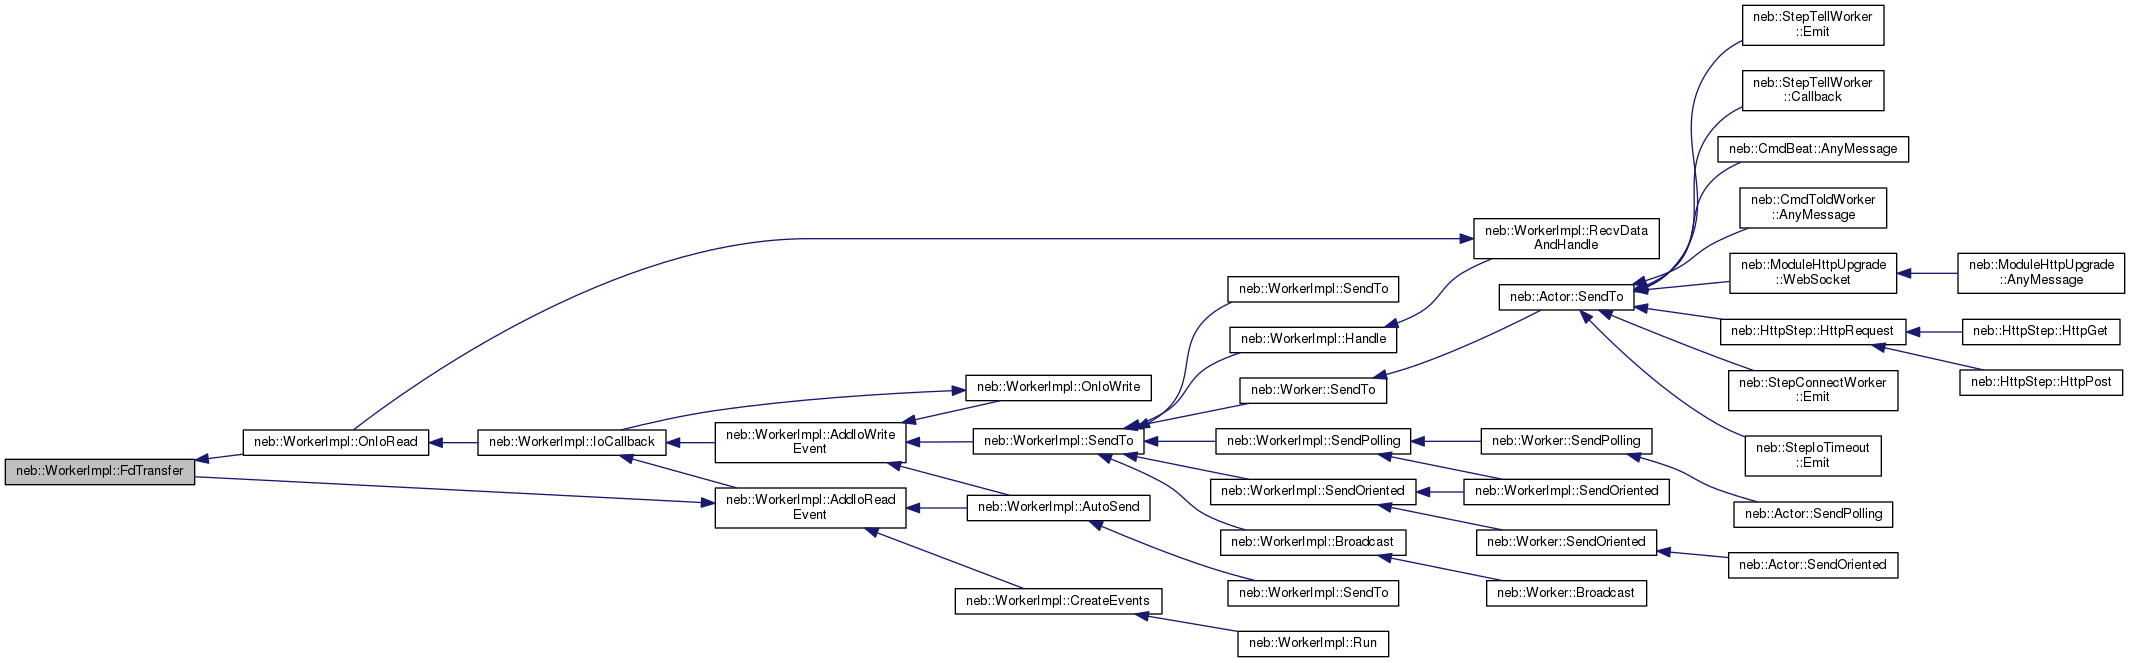 neb::StepTellWorker
::Emit
neb::StepTellWorker
::Callback
neb::CmdBeat::AnyMessage
neb::CmdToldWorker
::AnyMessage
neb::WorkerImpl::RecvData
AndHandle
neb::ModuleHttpUpgrade
::WebSocket
neb::ModuleHttpUpgrade
::AnyMessage
neb::WorkerImpl::SendTo
neb::Actor::SendTo
neb::WorkerImpl::Handle
neb::HttpStep::HttpRequest
neb::HttpStep::HttpGet
neb::WorkerImpl::OnIoWrite
neb::Worker::SendTo
neb::StepConnectWorker
::Emit
neb::HttpStep::HttpPost
neb::WorkerImpl::OnIoRead
neb::WorkerImpl::IoCallback
neb::WorkerImpl::AddIoWrite
Event
neb::WorkerImpl::SendTo
neb::WorkerImpl::SendPolling
neb::Worker::SendPolling
neb::StepIoTimeout
::Emit
neb::WorkerImpl::FdTransfer
neb::WorkerImpl::AddIoRead
Event
neb::WorkerImpl::AutoSend
neb::WorkerImpl::SendOriented
neb::WorkerImpl::SendOriented
neb::Actor::SendPolling
neb::WorkerImpl::Broadcast
neb::Worker::SendOriented
neb::Actor::SendOriented
neb::WorkerImpl::CreateEvents
neb::WorkerImpl::SendTo
neb::Worker::Broadcast
neb::WorkerImpl::Run